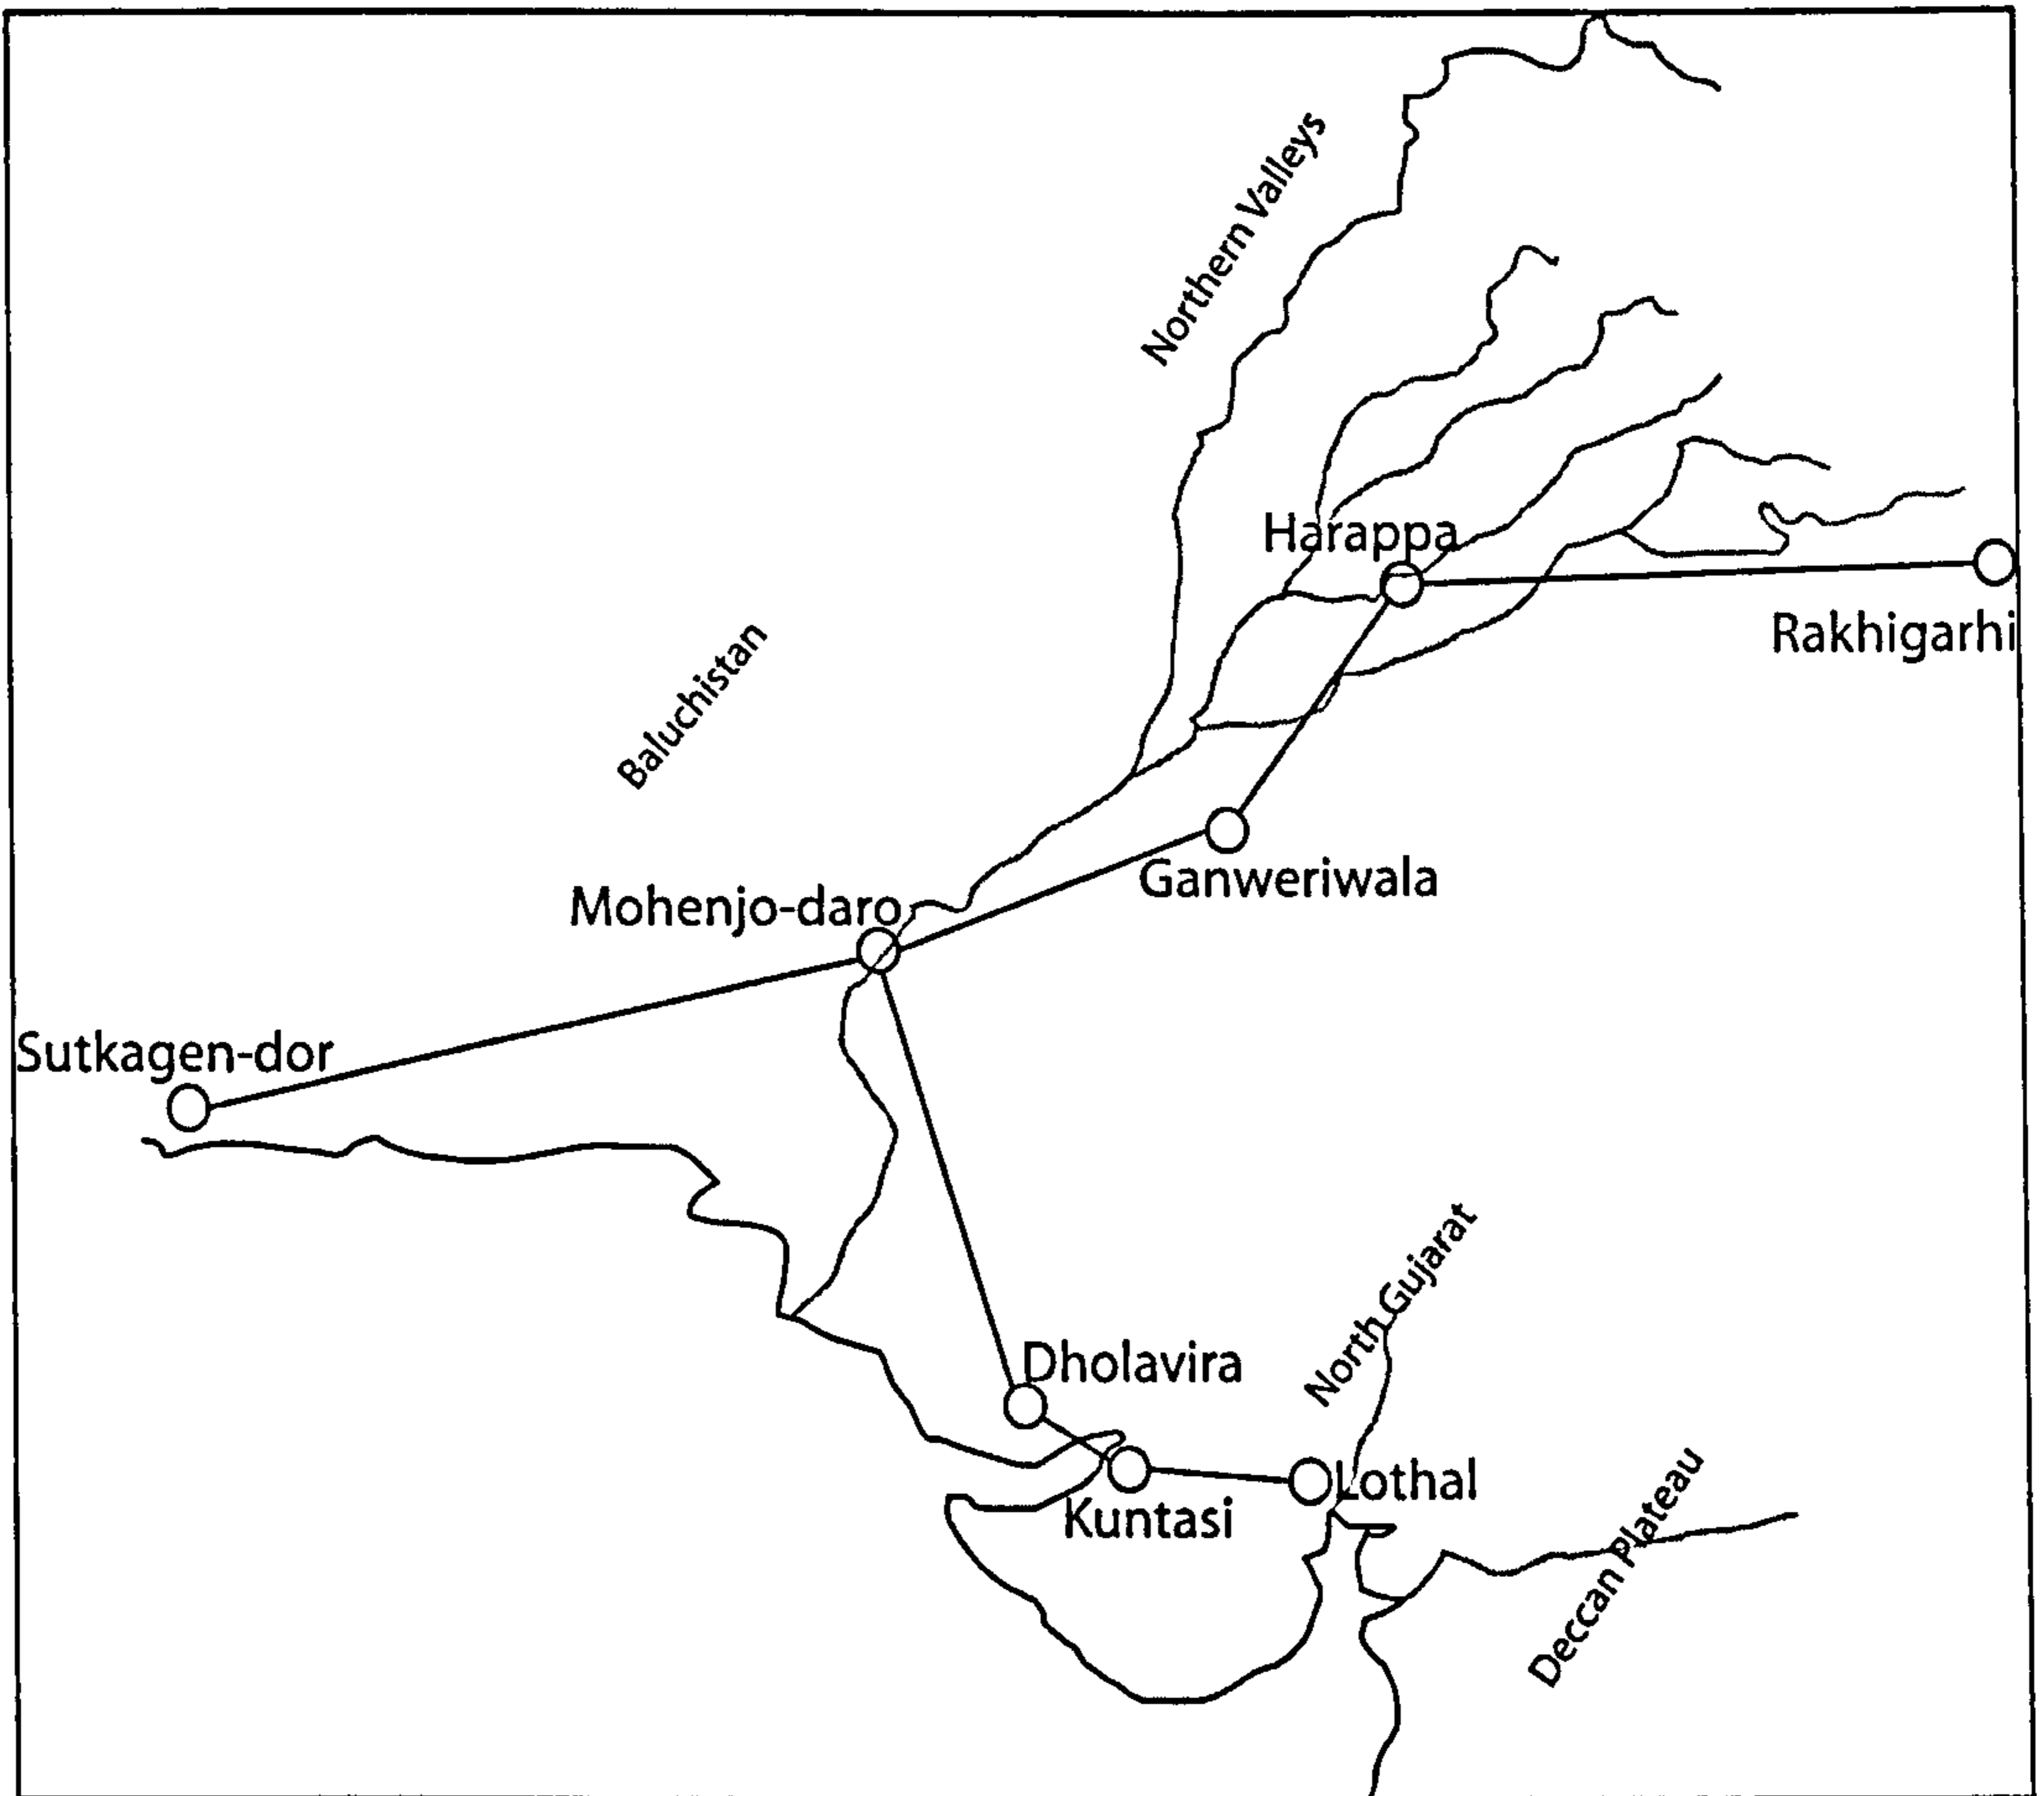 Northern Valleys
Harappa
Rakhigarhi
Baluchistan
Ganweriwala
Mohenjo-daro
Sutkagen-dor
North Gujarat
Dholavira
Lothal
Kuntasi
Deccan Plateau